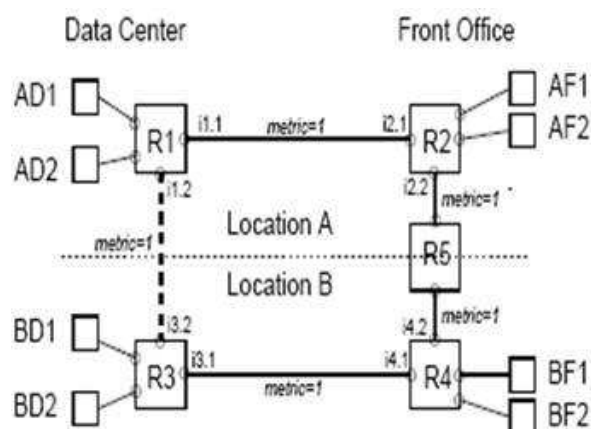 Data Center
Front Office
AD1
AD2
R1
i1.1
metric=1
i2.1
R2
AF1
AF2
i1.2
i2.2
metric=1
metric=1
Location A
R5
Location B
i3.2
i4.2
metric=1
BD1
BD2
R3
i3.1
metric=1
i4.1
R4
BF1
BF2